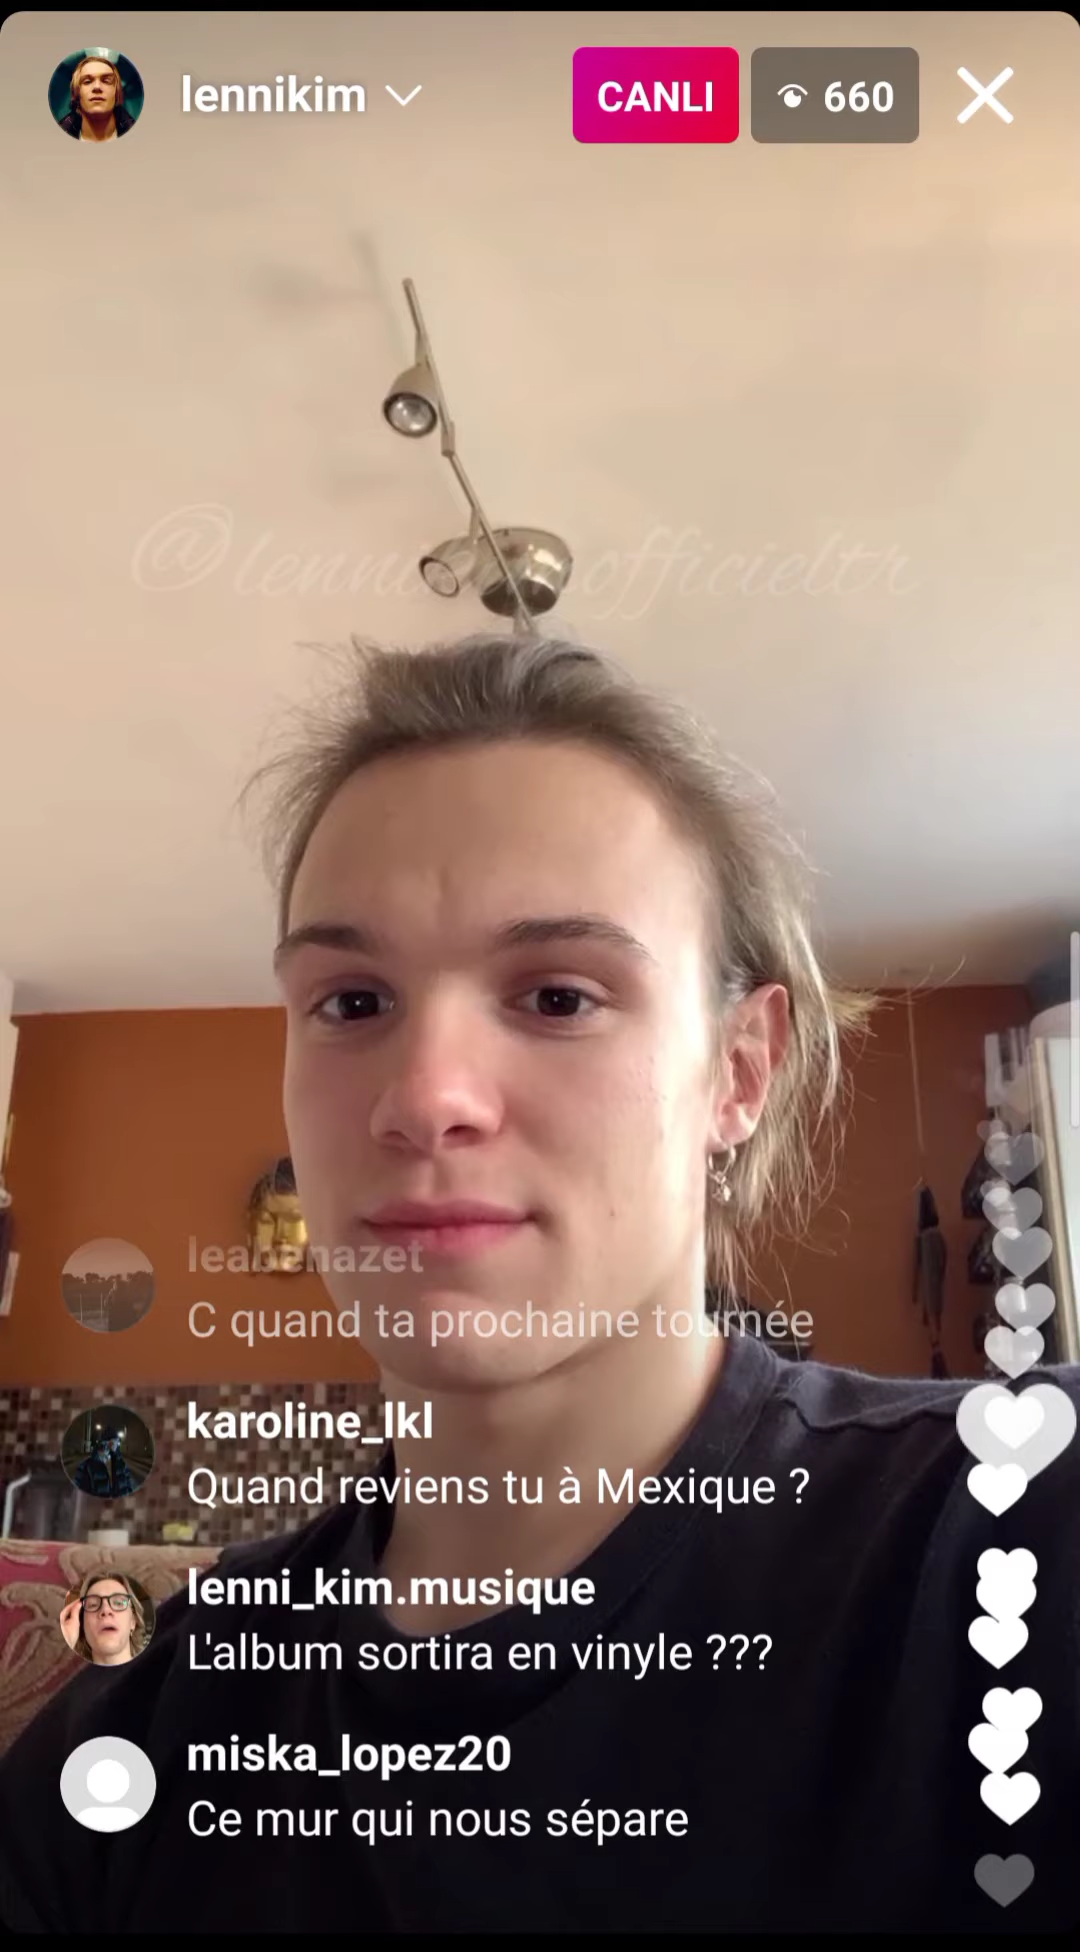 lennikim
CANLI
660
leabenazet
C quand ta prochaine tournée
karoline_lkl
Quand reviens tu à Mexique ?
lenni_kim.musique
L'album sortira en vinyle ???
miska_lopez20
Ce mur qui nous sépare